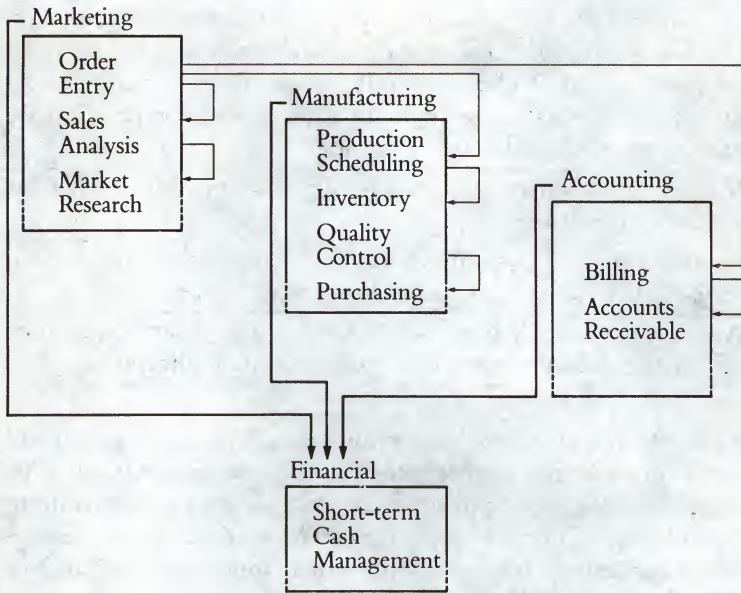 Marketing
Order
Entry
Sales
Analysis
Market
Research
Manufacturing
Production
Scheduling
Inventory
Quality
Control
Purchasing
Accounting
Billing
Accounts
Receivable
Financial
Short-term
Cash
Management